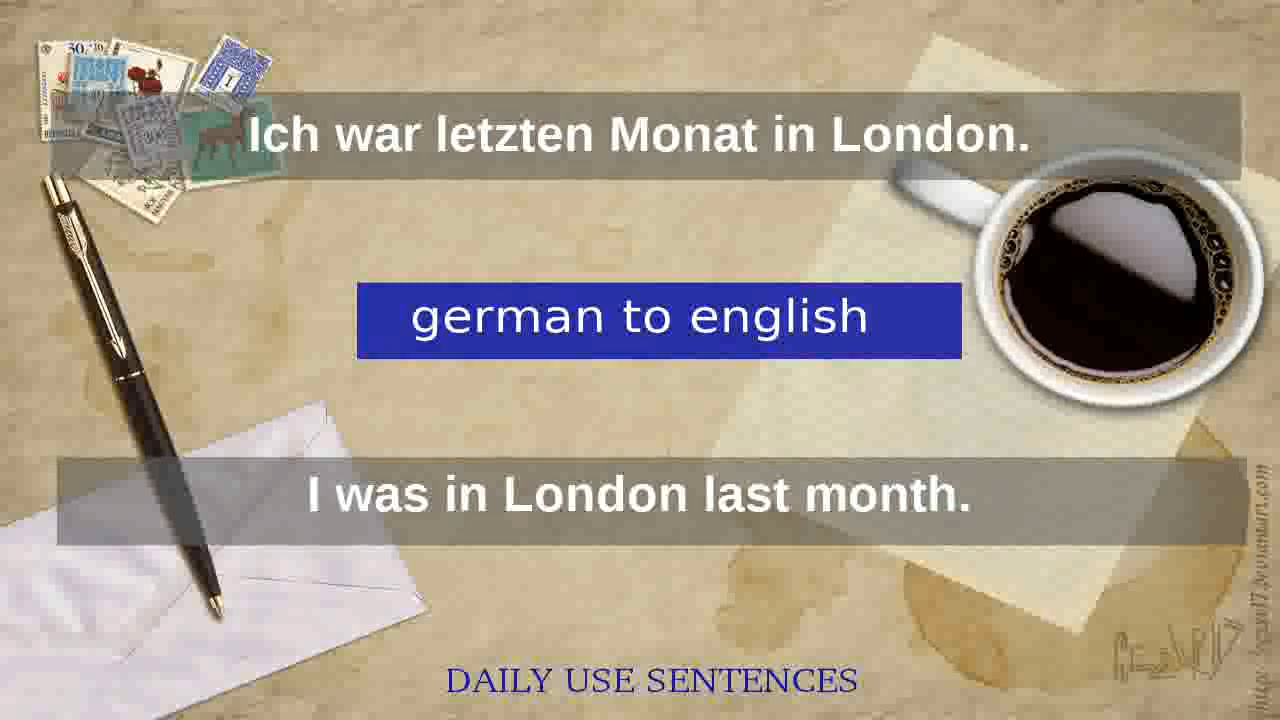 Ich war letzten Monat in London.
german to english
I was in London last month.
DAILY USE SENTENCES